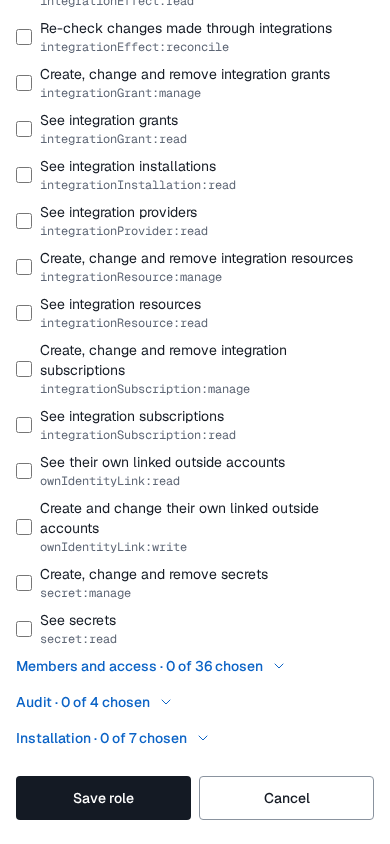 integrationEffect:read
Re-check changes made through integrations
integrationEffect:reconcile
Create, change and remove integration grants
integrationGrant:manage
See integration grants
integrationGrant:read
See integration installations
integrationInstallation:read
See integration providers
integrationProvider:read
Create, change and remove integration resources
integrationResource:manage
See integration resources
integrationResource:read
Create, change and remove integration
subscriptions
integrationSubscription:manage
See integration subscriptions
integrationSubscription:read
See their own linked outside accounts
ownIdentityLink:read
Create and change their own linked outside
accounts
ownIdentityLink:write
Create, change and remove secrets
secret:manage
See secrets
secret:read
Members and access · 0 of 36 chosen
Audit · 0 of 4 chosen
Installation · 0 of 7 chosen
Save role
Cancel